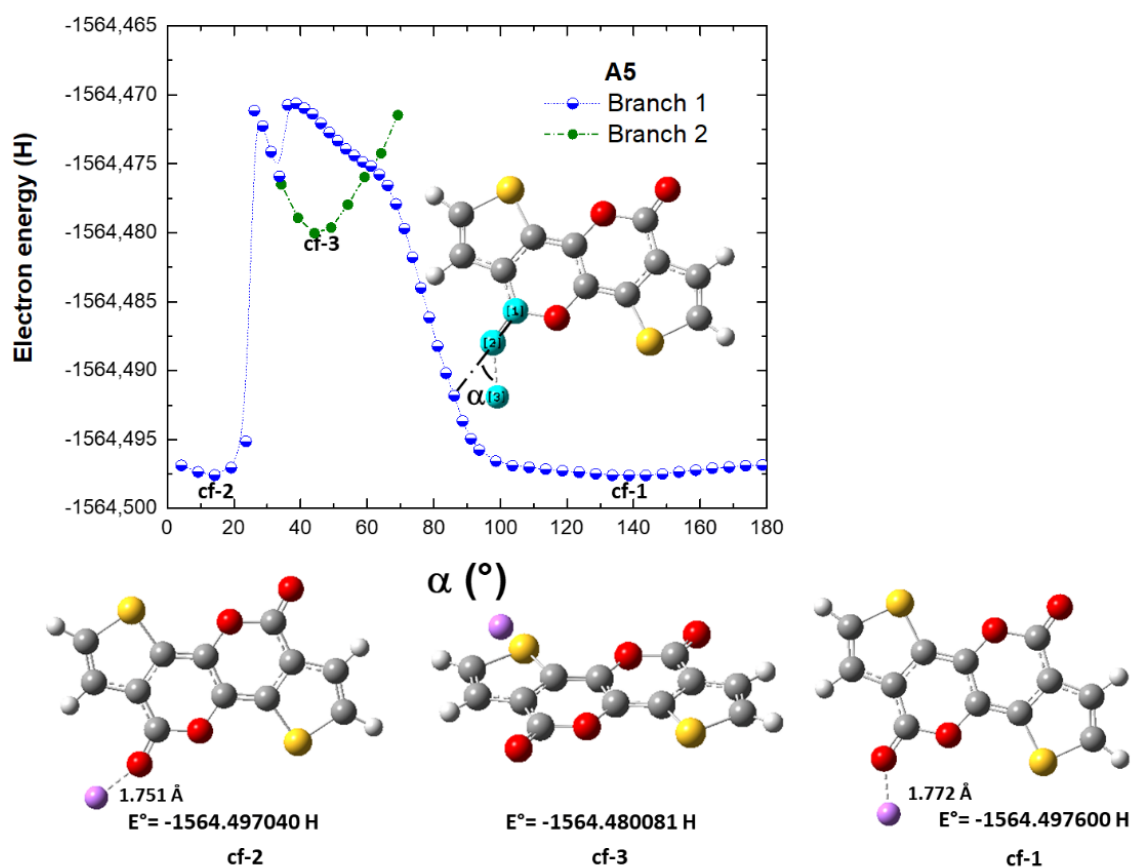 -1564,465
-1564,470
-1564,475
-1564,480
-1564,485
-1564,490
-1564,495
-1564,500
Electron energy (H)
A5
Branch 1
Branch 2
cf-3
[1]
[2]
[3]
α
cf-2
cf-1
0 20 40 60 80 100 120 140 160 180
α (°)
1.751 Å
E°= -1564.497040 H
cf-2
E°= -1564.480081 H
cf-3
1.772 Å
E°= -1564.497600 H
cf-1